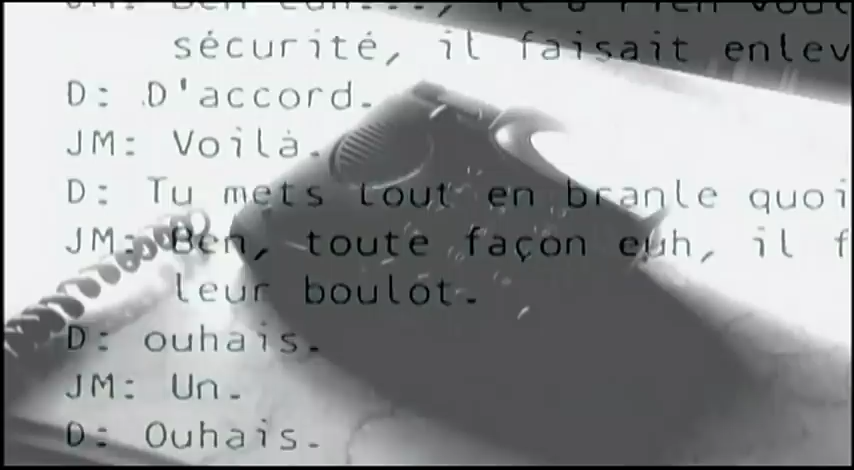 sécurité, il faisait enlev
D: D'accord.
JM: Voilà.
D: Tu mets tout en branle quoi
JM: Ben, toute façon euh, il f
leur boulot.
D: ouhais.
JM: Un.
D: Ouhais.